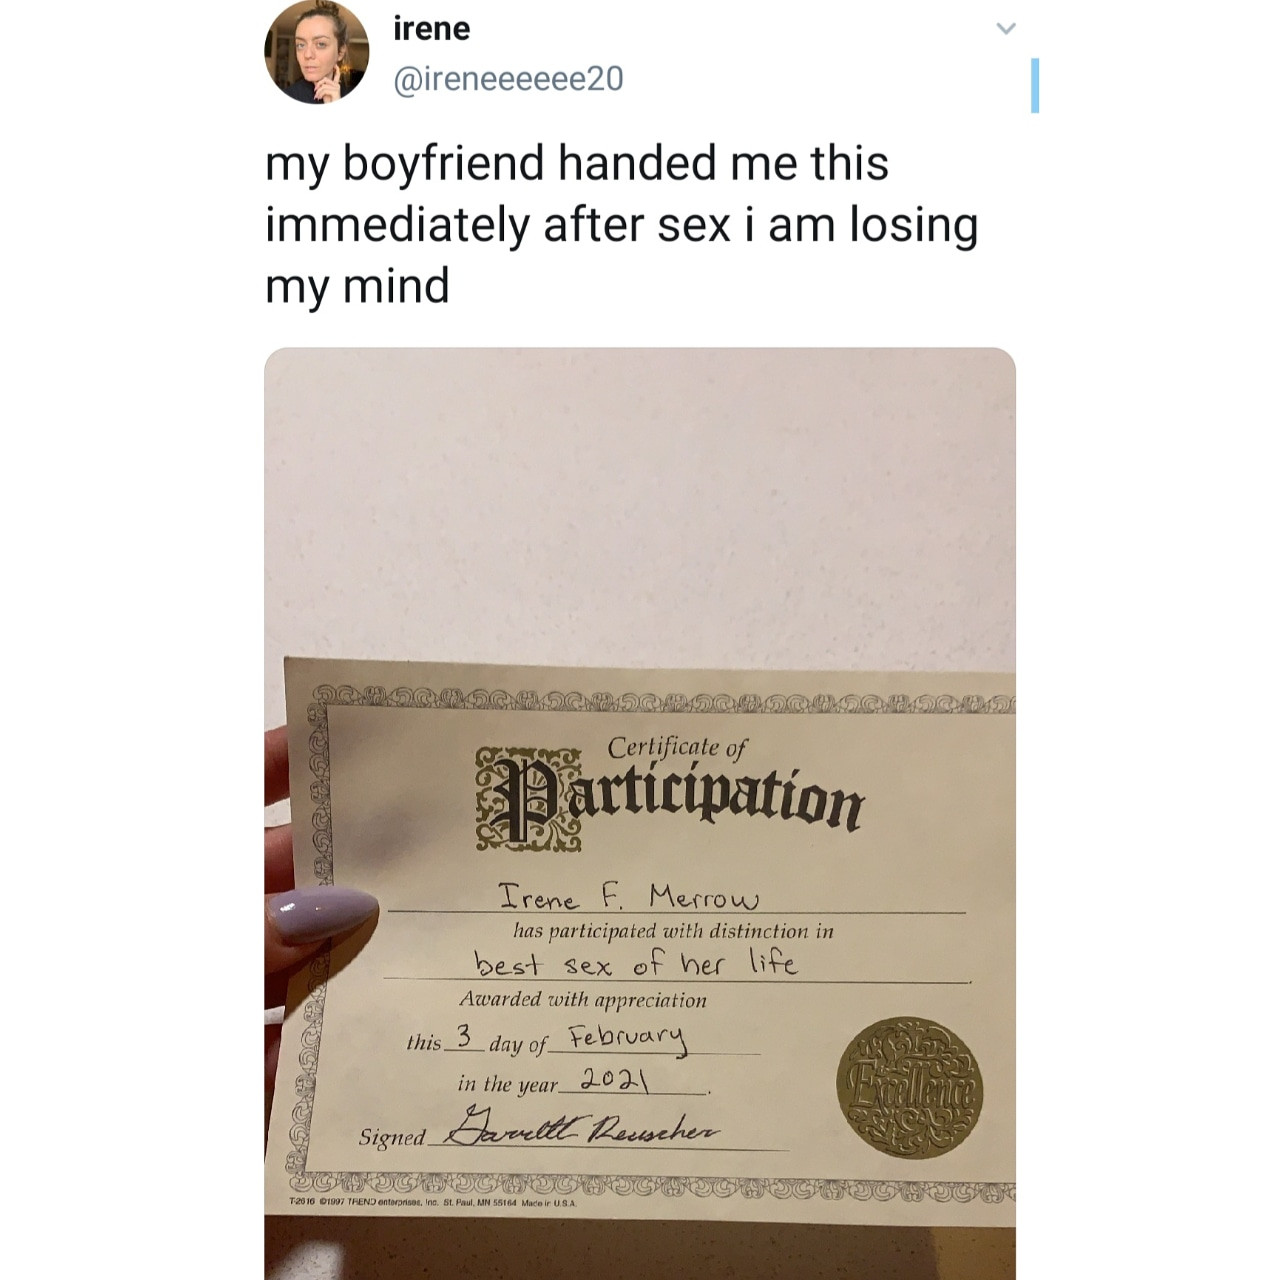 irene
@ireneeeeee20
my boyfriend handed me this
immediately after sex i am losing
my mind
Certificate of
Participation
Irene F. Merrow
has participated with distinction in
best sex of her life
Awarded with appreciation
this 3 day of February
in the year 2021.
Signed Garrett Reuscher
Excellence
T-2616 ©1997 TREND enterprises, Inc. St. Paul, MN 55164 Made in U.S.A.